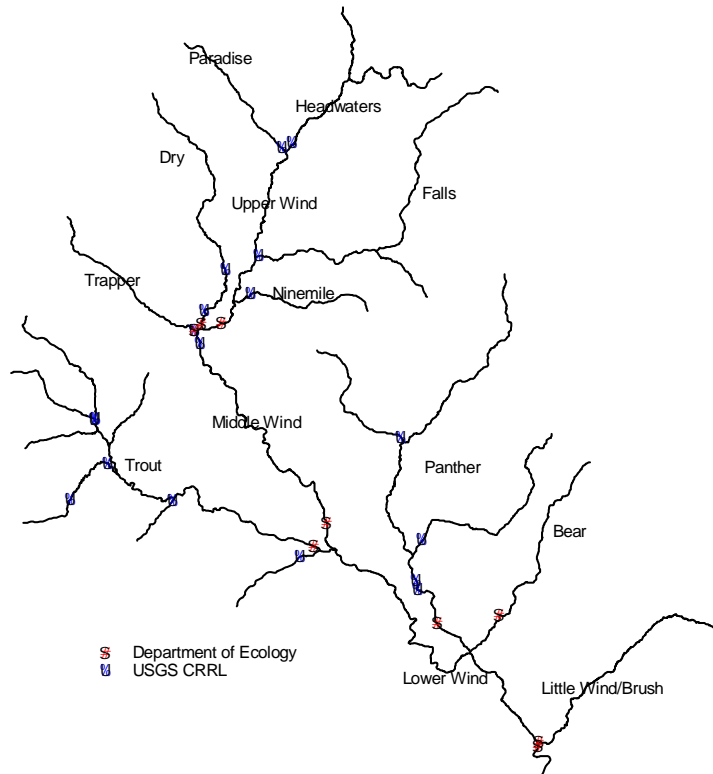 Paradise
Headwaters
Dry
Falls
Upper Wind
Trapper
Ninemile
Middle Wind
Trout
Panther
Bear
Department of Ecology
USGS CRRL
Lower Wind
Little Wind/Brush